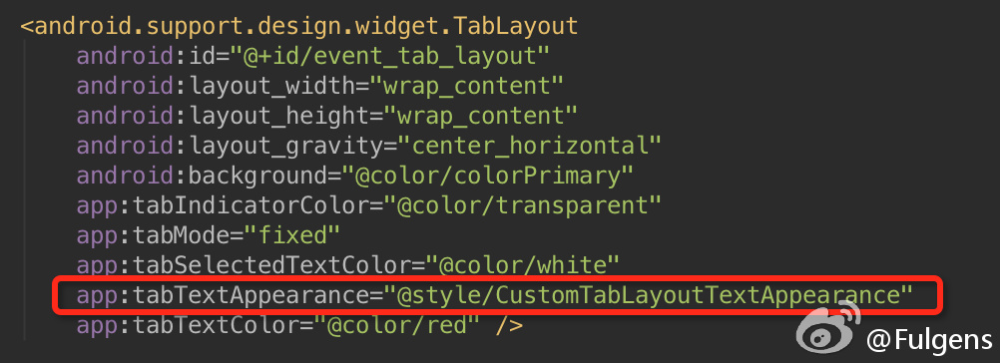 <android.support.design.widget.TabLayout
android:id="@+id/event_tab_layout"
android:layout_width="wrap_content"
android:layout_height="wrap_content"
android:layout_gravity="center_horizontal"
android:background="@color/colorPrimary"
app:tabIndicatorColor="@color/transparent"
app:tabMode="fixed"
app:tabSelectedTextColor="@color/white"
app:tabTextAppearance="@style/CustomTabLayoutTextAppearance"
app:tabTextColor="@color/red" />
@Fulgens